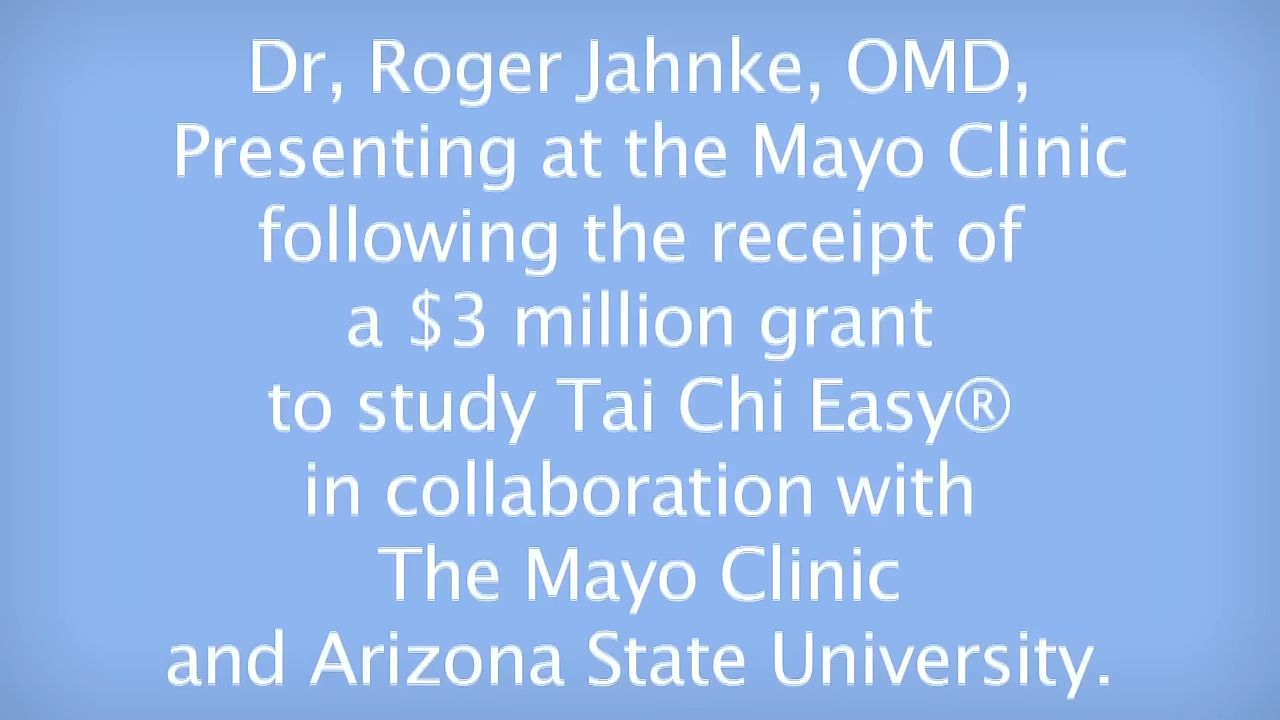 Dr, Roger Jahnke, OMD,
Presenting at the Mayo Clinic
following the receipt of
a $3 million grant
to study Tai Chi Easy®
in collaboration with
The Mayo Clinic
and Arizona State University.